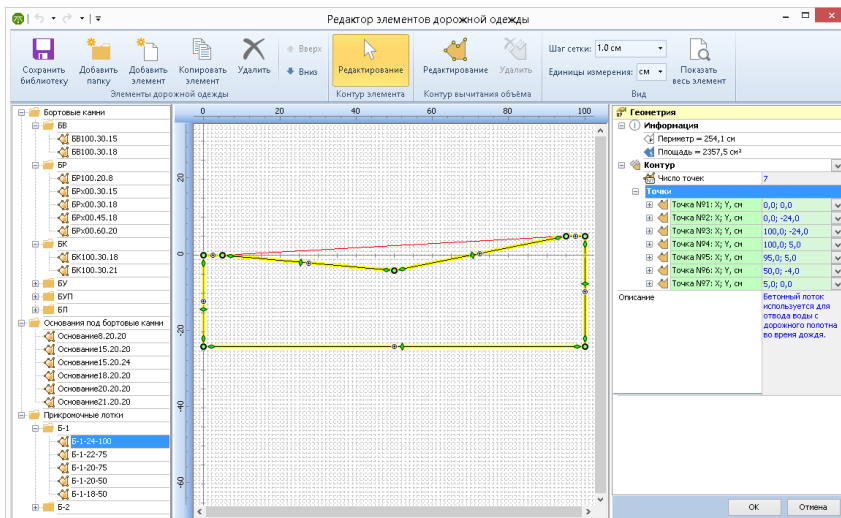 Редактор элементов дорожной одежды
Сохранить библиотеку
Добавить папку
Добавить элемент
Копировать элемент
Удалить
Вверх
Вниз
Редактирование
Редактирование
Удалить
Шаг сетки: 1.0 см
Единицы измерения: см
Показать весь элемент
Элементы дорожной одежды
Контур элемента
Контур вычитания объёма
Вид
Бортовые камни
БВ
БВ100.30.15
БВ100.30.18
БР
БР100.20.8
БРх00.30.15
БРх00.30.18
БРх00.45.18
БРх00.60.20
БК
БК100.30.18
БК100.30.21
БУ
БУП
БЛ
Основания под бортовые камни
Основание8.20.20
Основание15.20.20
Основание15.20.24
Основание18.20.20
Основание20.20.20
Основание21.20.20
Прикромочные лотки
Б-1
Б-1-24-100
Б-1-22-75
Б-1-20-75
Б-1-20-50
Б-1-18-50
Б-2
0 20 40 60 80 100
20
0
-20
-40
-60
Геометрия
Информация
Периметр = 254,1 см
Площадь = 2357,5 см²
Контур
Число точек 7
Точки
Точка №1: X; Y, см 0,0; 0,0
Точка №2: X; Y, см 0,0; -24,0
Точка №3: X; Y, см 100,0; -24,0
Точка №4: X; Y, см 100,0; 5,0
Точка №5: X; Y, см 95,0; 5,0
Точка №6: X; Y, см 50,0; -4,0
Точка №7: X; Y, см 5,0; 0,0
Описание
Бетонный лоток
используется для
отвода воды с
дорожного полотна
во время дождя.
ОК
Отмена